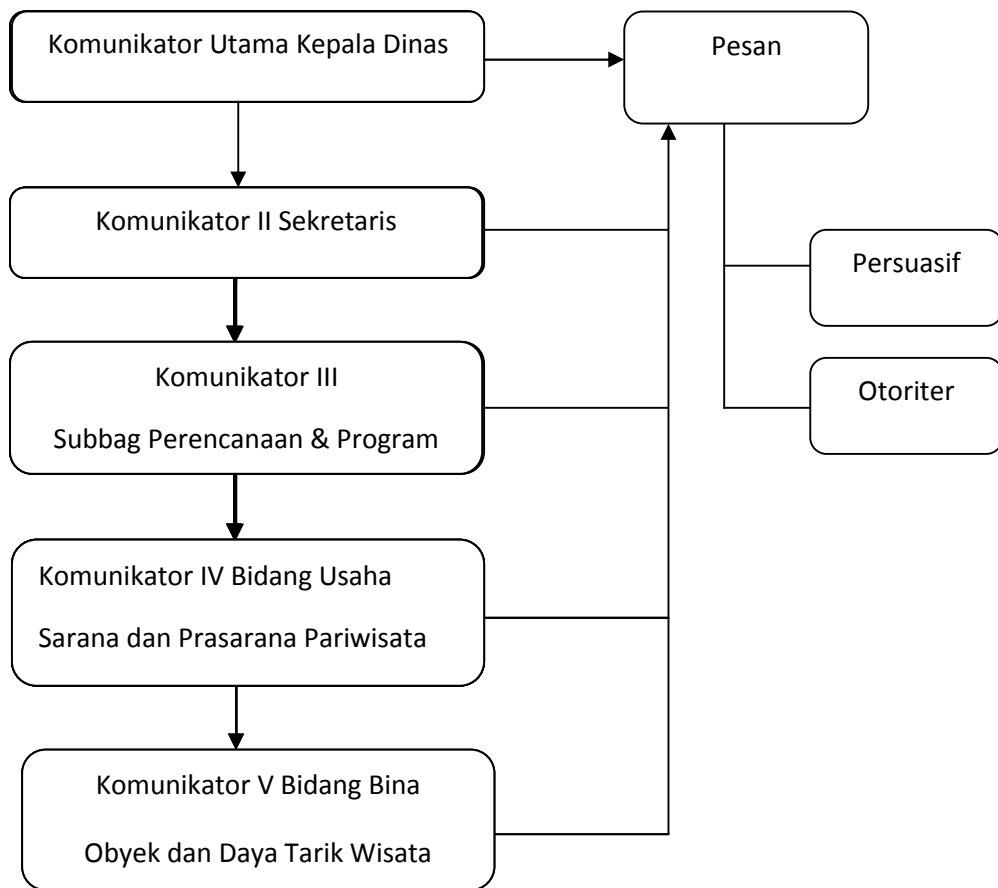 Komunikator Utama Kepala Dinas
Pesan
Komunikator II Sekretaris
Persuasif
Komunikator III
Subbag Perencanaan & Program
Otoriter
Komunikator IV Bidang Usaha
Sarana dan Prasarana Pariwisata
Komunikator V Bidang Bina
Obyek dan Daya Tarik Wisata